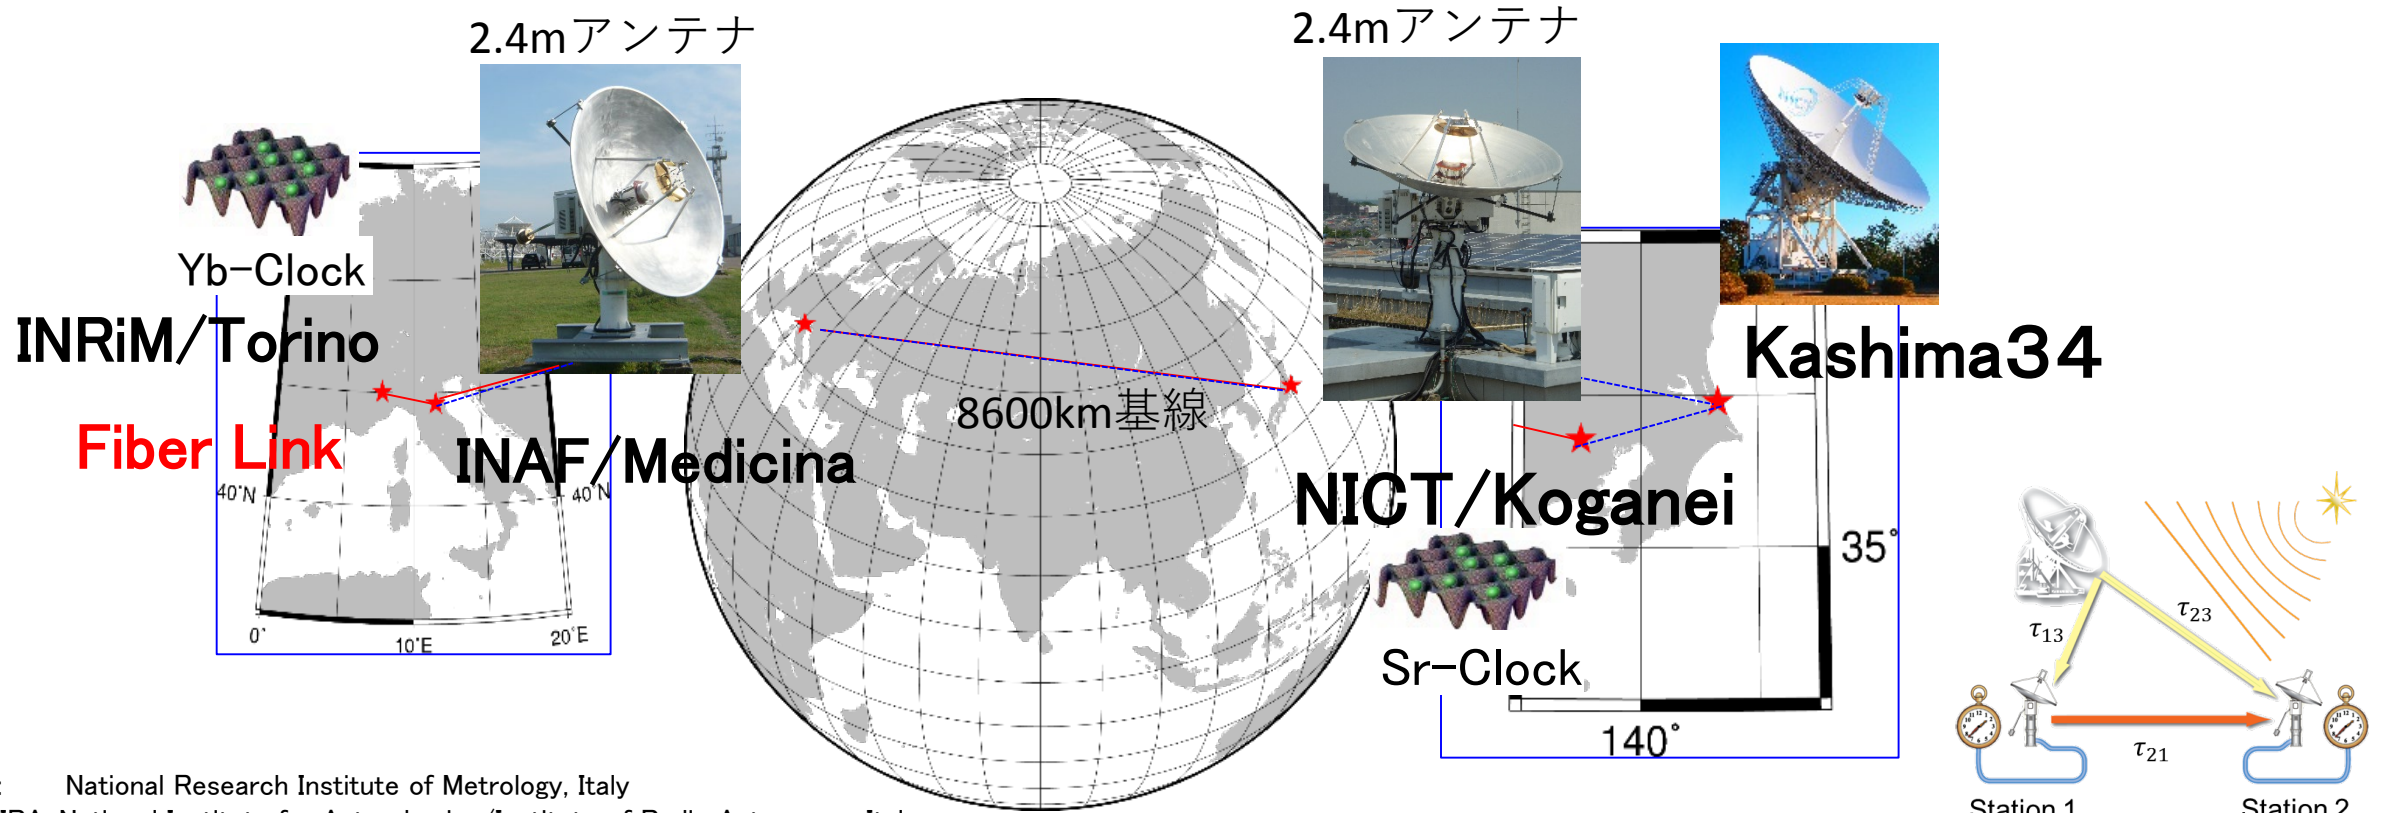 2.4mアンテナ
2.4mアンテナ
Yb-Clock
INRiM/Torino
Fiber Link
INAF/Medicina
8600km基線
Kashima34
NICT/Koganei
Sr-Clock
40°N
40°N
0°
10°E
20°E
35°
140°
τ13
τ23
τ21
Station 1
Station 2
: National Research Institute of Metrology, Italy